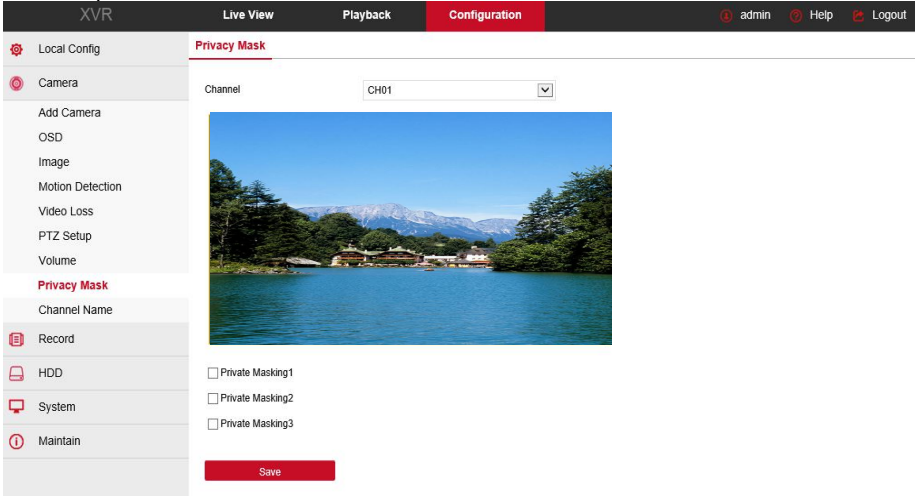 XVR Live View Playback Configuration admin Help Logout
Local Config
Camera
Add Camera
OSD
Image
Motion Detection
Video Loss
PTZ Setup
Volume
Privacy Mask
Channel Name
Record
HDD
System
Maintain
Privacy Mask
Channel CH01
Private Masking1
Private Masking2
Private Masking3
Save